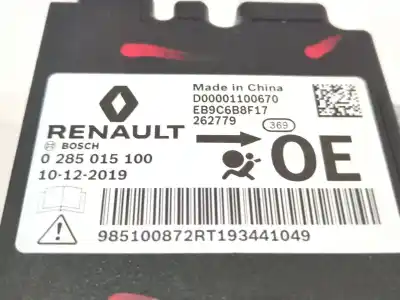 Made in China
D00001100670
EB9C6B8F17
262779
369
RENAULT
BOSCH
0 285 015 100
10-12-2019
OE
985100872RT193441049